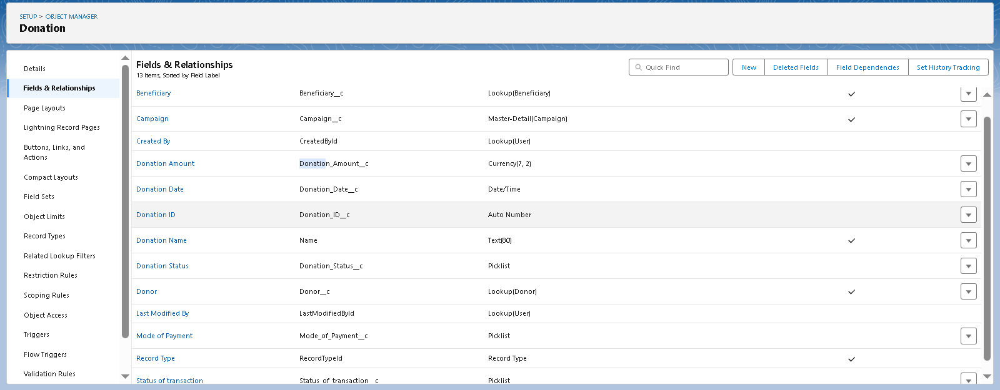 SETUP > OBJECT MANAGER
Donation
Details
Fields & Relationships
Page Layouts
Lightning Record Pages
Buttons, Links, and
Actions
Compact Layouts
Field Sets
Object Limits
Record Types
Related Lookup Filters
Restriction Rules
Scoping Rules
Object Access
Triggers
Flow Triggers
Validation Rules
Fields & Relationships
13 Items, Sorted by Field Label
Quick Find
New
Deleted Fields
Field Dependencies
Set History Tracking
Beneficiary Beneficiary__c Lookup(Beneficiary)
Campaign Campaign__c Master-Detail(Campaign)
Created By CreatedById Lookup(User)
Donation Amount Donation_Amount__c Currency(7, 2)
Donation Date Donation_Date__c Date/Time
Donation ID Donation_ID__c Auto Number
Donation Name Name Text(80)
Donation Status Donation_Status__c Picklist
Donor Donor__c Lookup(Donor)
Last Modified By LastModifiedById Lookup(User)
Mode of Payment Mode_of_Payment__c Picklist
Record Type RecordTypeId Record Type
Status of transaction Status_of_transaction__c Picklist